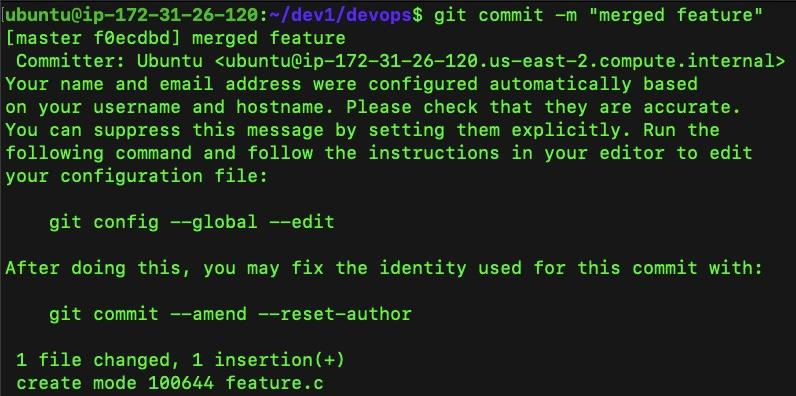 ubuntu@ip-172-31-26-120:~/dev1/devops$ git commit -m "merged feature"
[master f0ecdbd] merged feature
 Committer: Ubuntu <ubuntu@ip-172-31-26-120.us-east-2.compute.internal>
Your name and email address were configured automatically based
on your username and hostname. Please check that they are accurate.
You can suppress this message by setting them explicitly. Run the
following command and follow the instructions in your editor to edit
your configuration file:

    git config --global --edit

After doing this, you may fix the identity used for this commit with:

    git commit --amend --reset-author

 1 file changed, 1 insertion(+)
 create mode 100644 feature.c